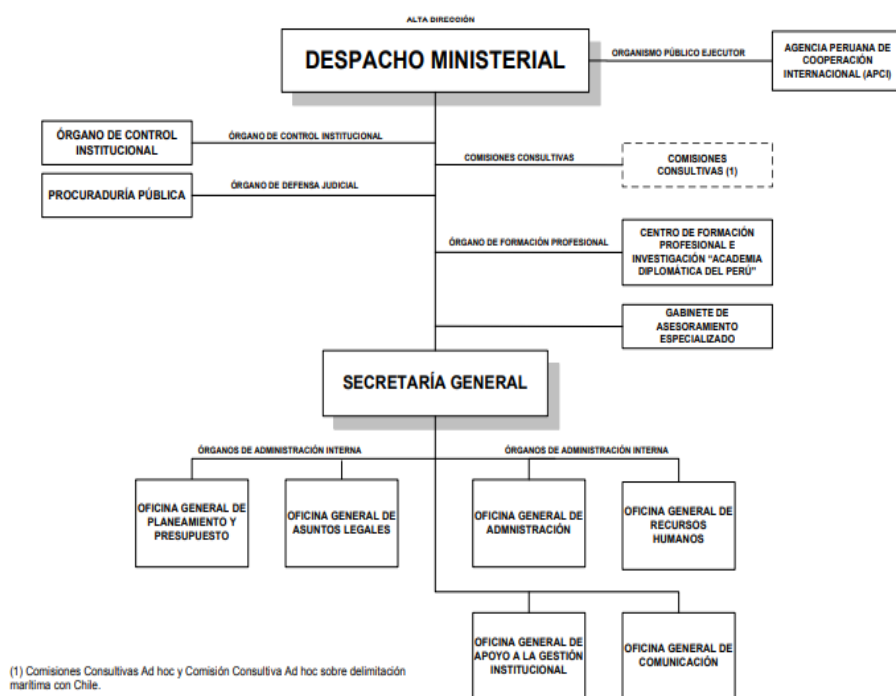 ALTA DIRECCIÓN
DESPACHO MINISTERIAL
ORGANISMO PÚBLICO EJECUTOR
AGENCIA PERUANA DE
COOPERACIÓN
INTERNACIONAL (APCI)
ÓRGANO DE CONTROL
INSTITUCIONAL
ÓRGANO DE CONTROL INSTITUCIONAL
COMISIONES CONSULTIVAS
COMISIONES
CONSULTIVAS (1)
PROCURADURÍA PÚBLICA
ÓRGANO DE DEFENSA JUDICIAL
ÓRGANO DE FORMACIÓN PROFESIONAL
CENTRO DE FORMACIÓN
PROFESIONAL E
INVESTIGACIÓN “ACADEMIA
DIPLOMÁTICA DEL PERÚ”
GABINETE DE
ASESORAMIENTO
ESPECIALIZADO
SECRETARÍA GENERAL
ÓRGANOS DE ADMINISTRACIÓN INTERNA
ÓRGANOS DE ADMINISTRACIÓN INTERNA
OFICINA GENERAL DE
PLANEAMIENTO Y
PRESUPUESTO
OFICINA GENERAL DE
ASUNTOS LEGALES
OFICINA GENERAL DE
ADMNISTRACIÓN
OFICINA GENERAL DE
RECURSOS
HUMANOS
OFICINA GENERAL DE
APOYO A LA GESTIÓN
INSTITUCIONAL
OFICINA GENERAL DE
COMUNICACIÓN
(1) Comisiones Consultivas Ad hoc y Comisión Consultiva Ad hoc sobre delimitación
marítima con Chile.